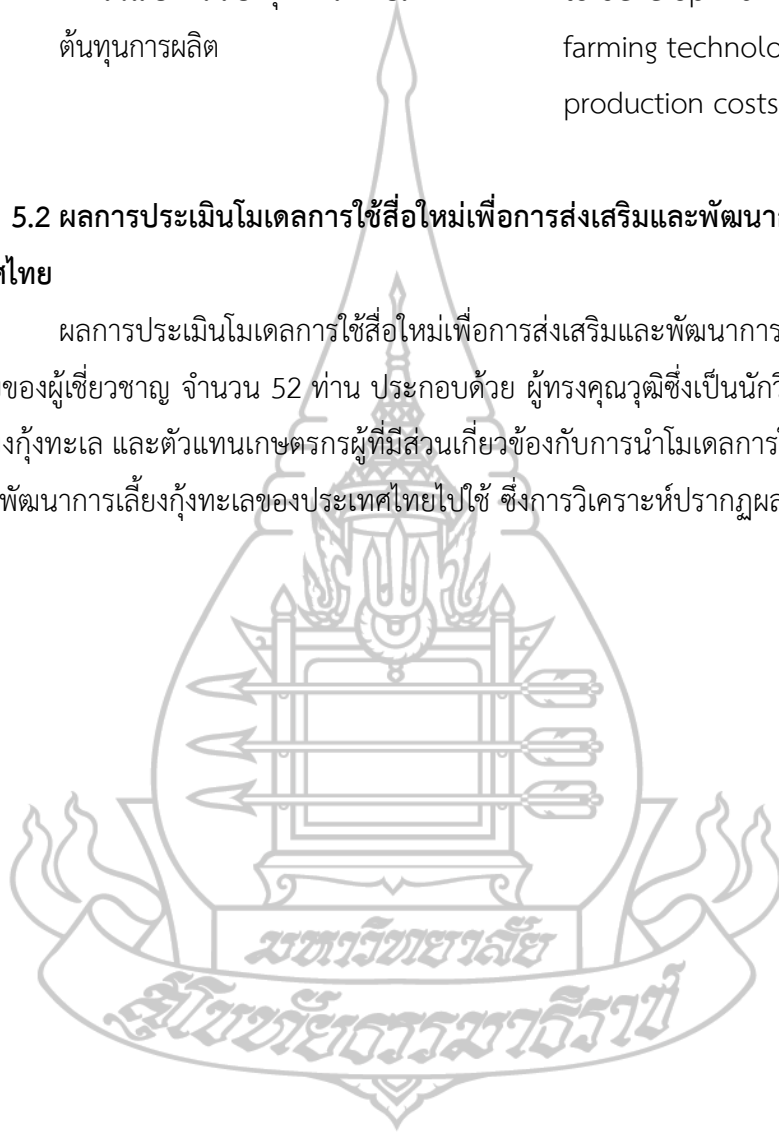 ต้นทุนการผลิต
farming technolo
production costs
5.2 ผลการประเมินโมเดลการใช้สื่อใหม่เพื่อการส่งเสริมและพัฒนา
ไทย
ผลการประเมินโมเดลการใช้สื่อใหม่เพื่อการส่งเสริมและพัฒนาการ
ของผู้เชี่ยวชาญ จำนวน 52 ท่าน ประกอบด้วย ผู้ทรงคุณวุฒิซึ่งเป็นนัก
งกุ้งทะเล และตัวแทนเกษตรกรผู้ที่มีส่วนเกี่ยวข้องกับการนำโมเดลการ
พัฒนาการเลี้ยงกุ้งทะเลของประเทศไทยไปใช้ ซึ่งการวิเคราะห์ปรากฏผล
มหาวิทยาลัย
สุโขทัยธรรมาธิราช